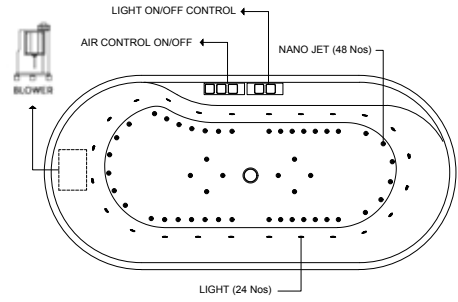 LIGHT ON/OFF CONTROL
AIR CONTROL ON/OFF
NANO JET (48 Nos)
BLOWER
LIGHT (24 Nos)